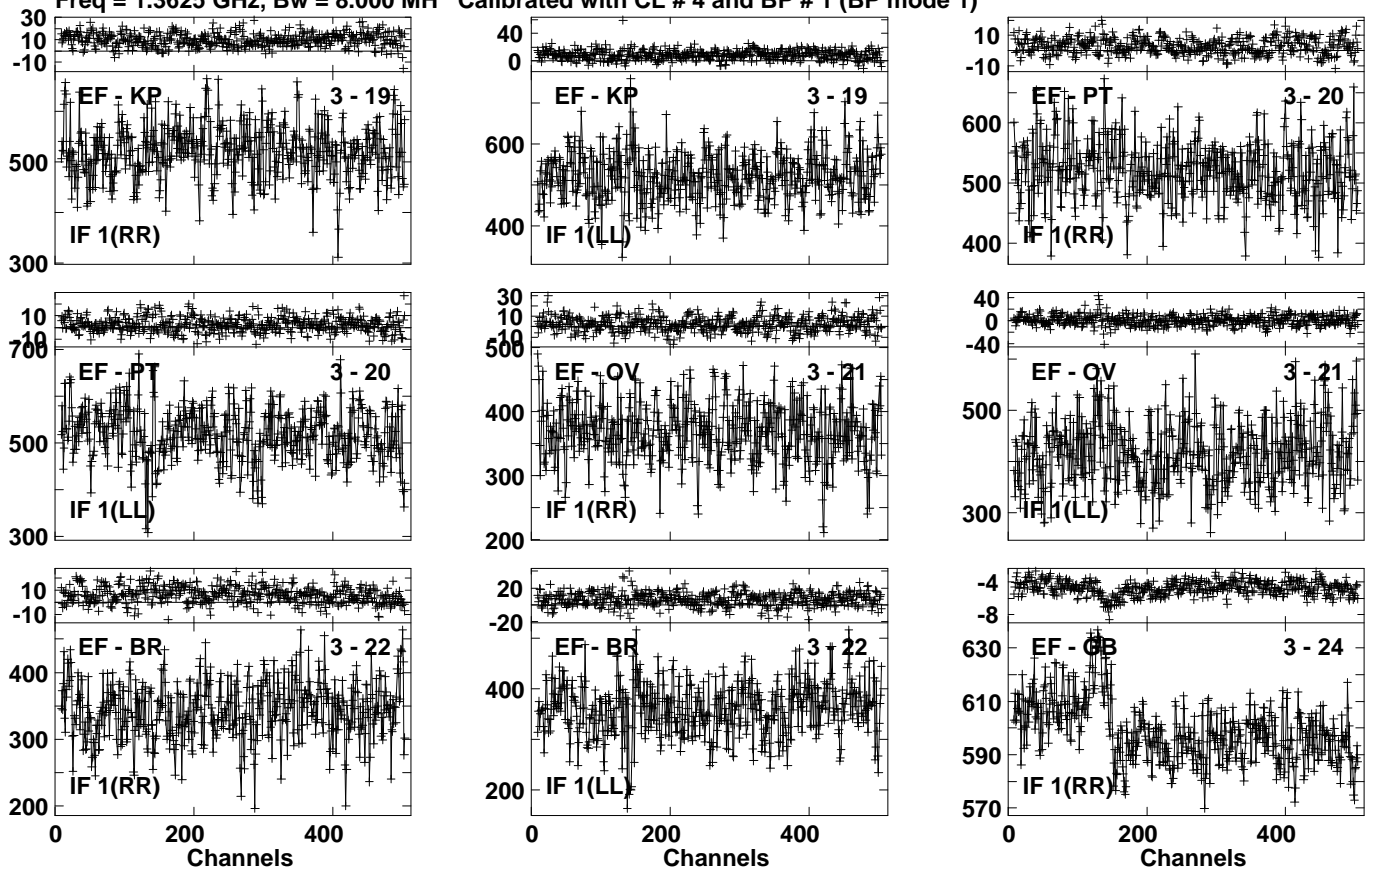 Freq = 1.3625 GHz, Bw = 8.000 MH Calibrated with CL # 4 and BP # 1 (BP mode 1)
30
10
-10
EF - KP 3 - 19
500
300
IF 1(RR)
40
0
EF - KP 3 - 19
600
400
IF 1(LL)
10
-10
EF - PT 3 - 20
600
500
400
IF 1(RR)
10
-10
700
EF - PT 3 - 20
500
300
IF 1(LL)
30
10
-10
500
EF - OV 3 - 21
400
300
200
IF 1(RR)
40
0
-40
EF - OV 3 - 21
500
300
IF 1(LL)
10
-10
EF - BR 3 - 22
400
300
200
IF 1(RR)
0 200 400
Channels
20
-20
EF - BR 3 - 22
400
200
IF 1(LL)
0 200 400
Channels
-4
-8
EF - GB 3 - 24
630
610
590
570
IF 1(RR)
0 200 400
Channels